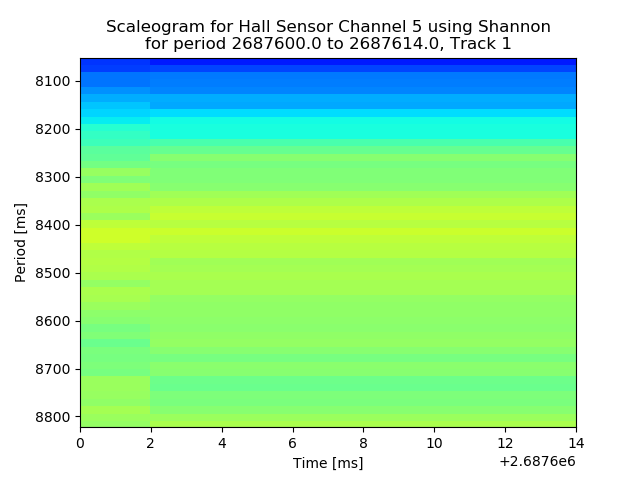 Scaleogram for Hall Sensor Channel 5 using Shannon
for period 2687600.0 to 2687614.0, Track 1
8100
8200
8300
8400
8500
8600
8700
8800
Period [ms]
0 2 4 6 8 10 12 14
Time [ms]
+2.6876e6